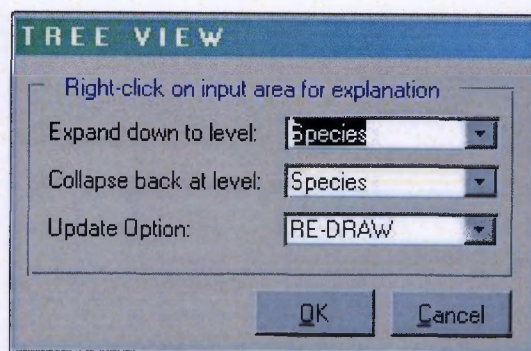 TREE VIEW
Right-click on input area for explanation
Expand down to level: Species
Collapse back at level: Species
Update Option: RE-DRAW
OK Cancel